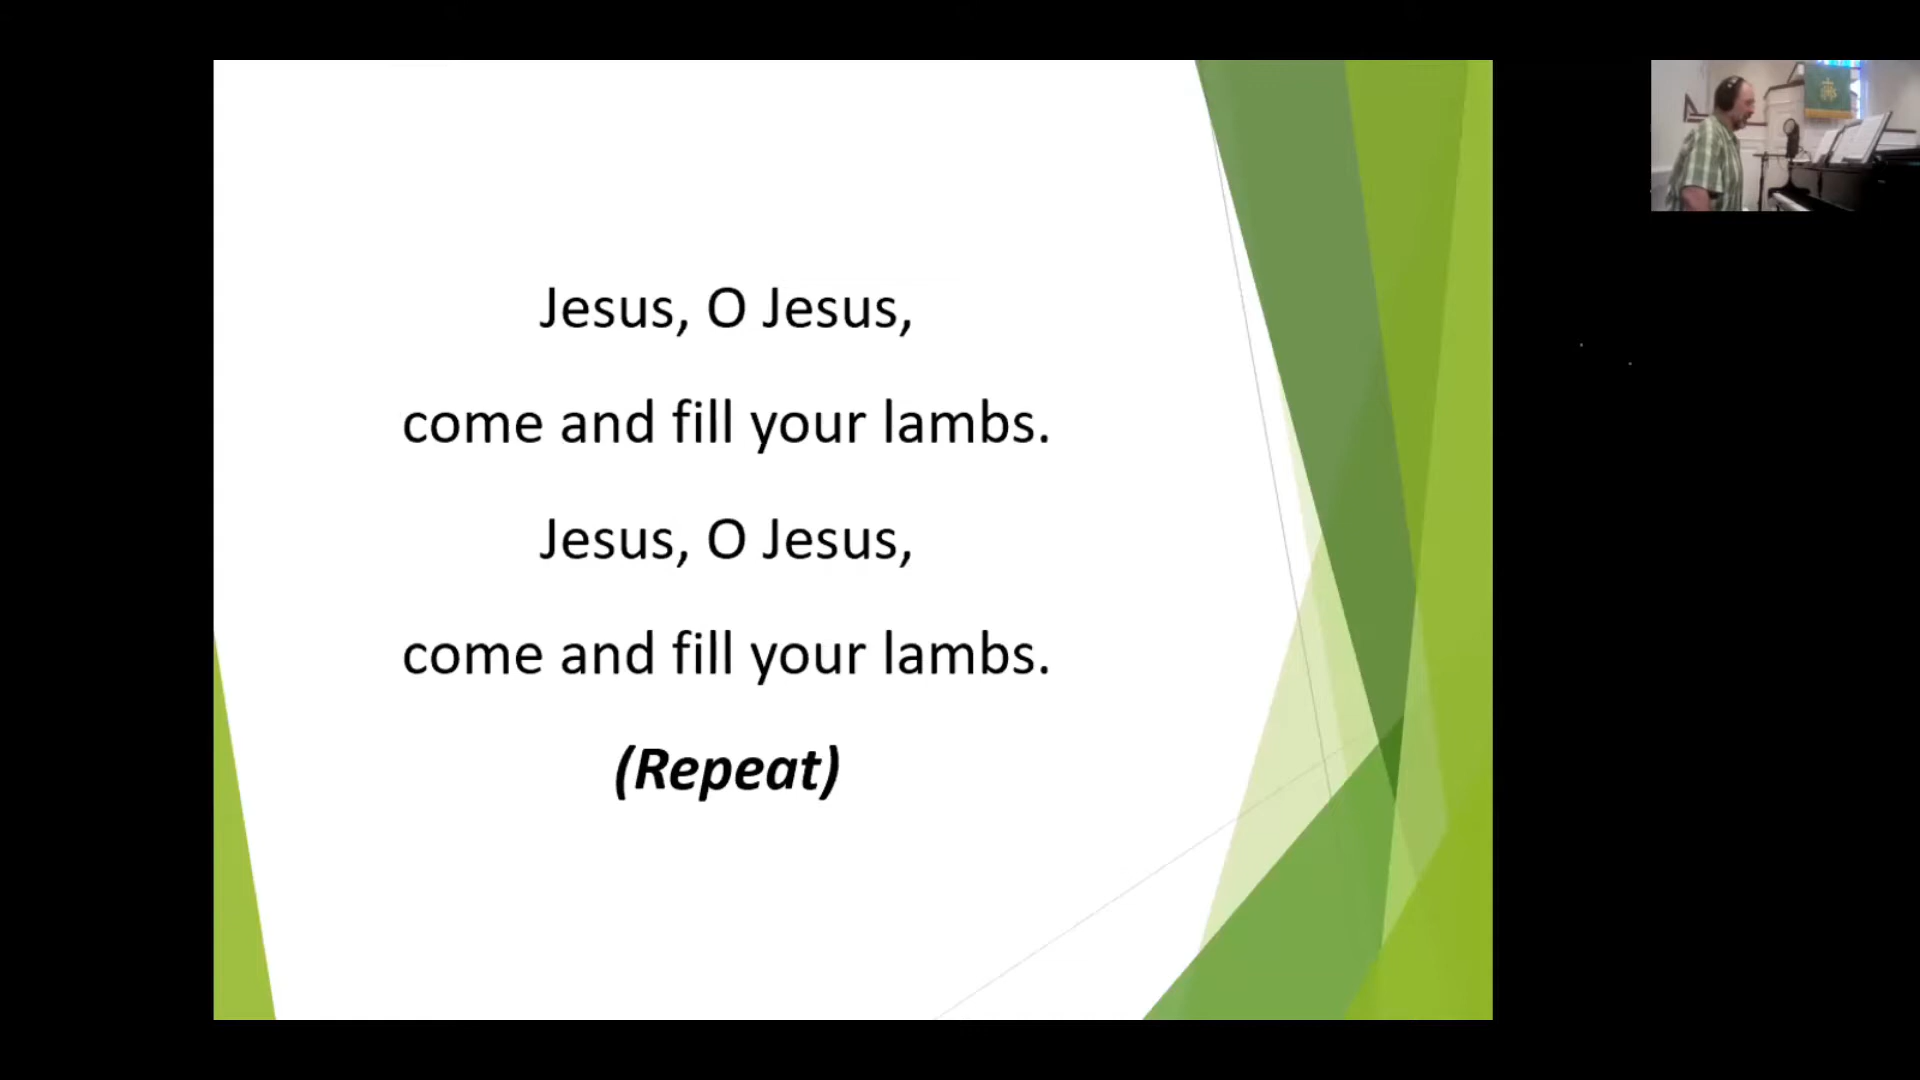 Jesus, O Jesus,
come and fill your lambs.
Jesus, O Jesus,
come and fill your lambs.
(Repeat)